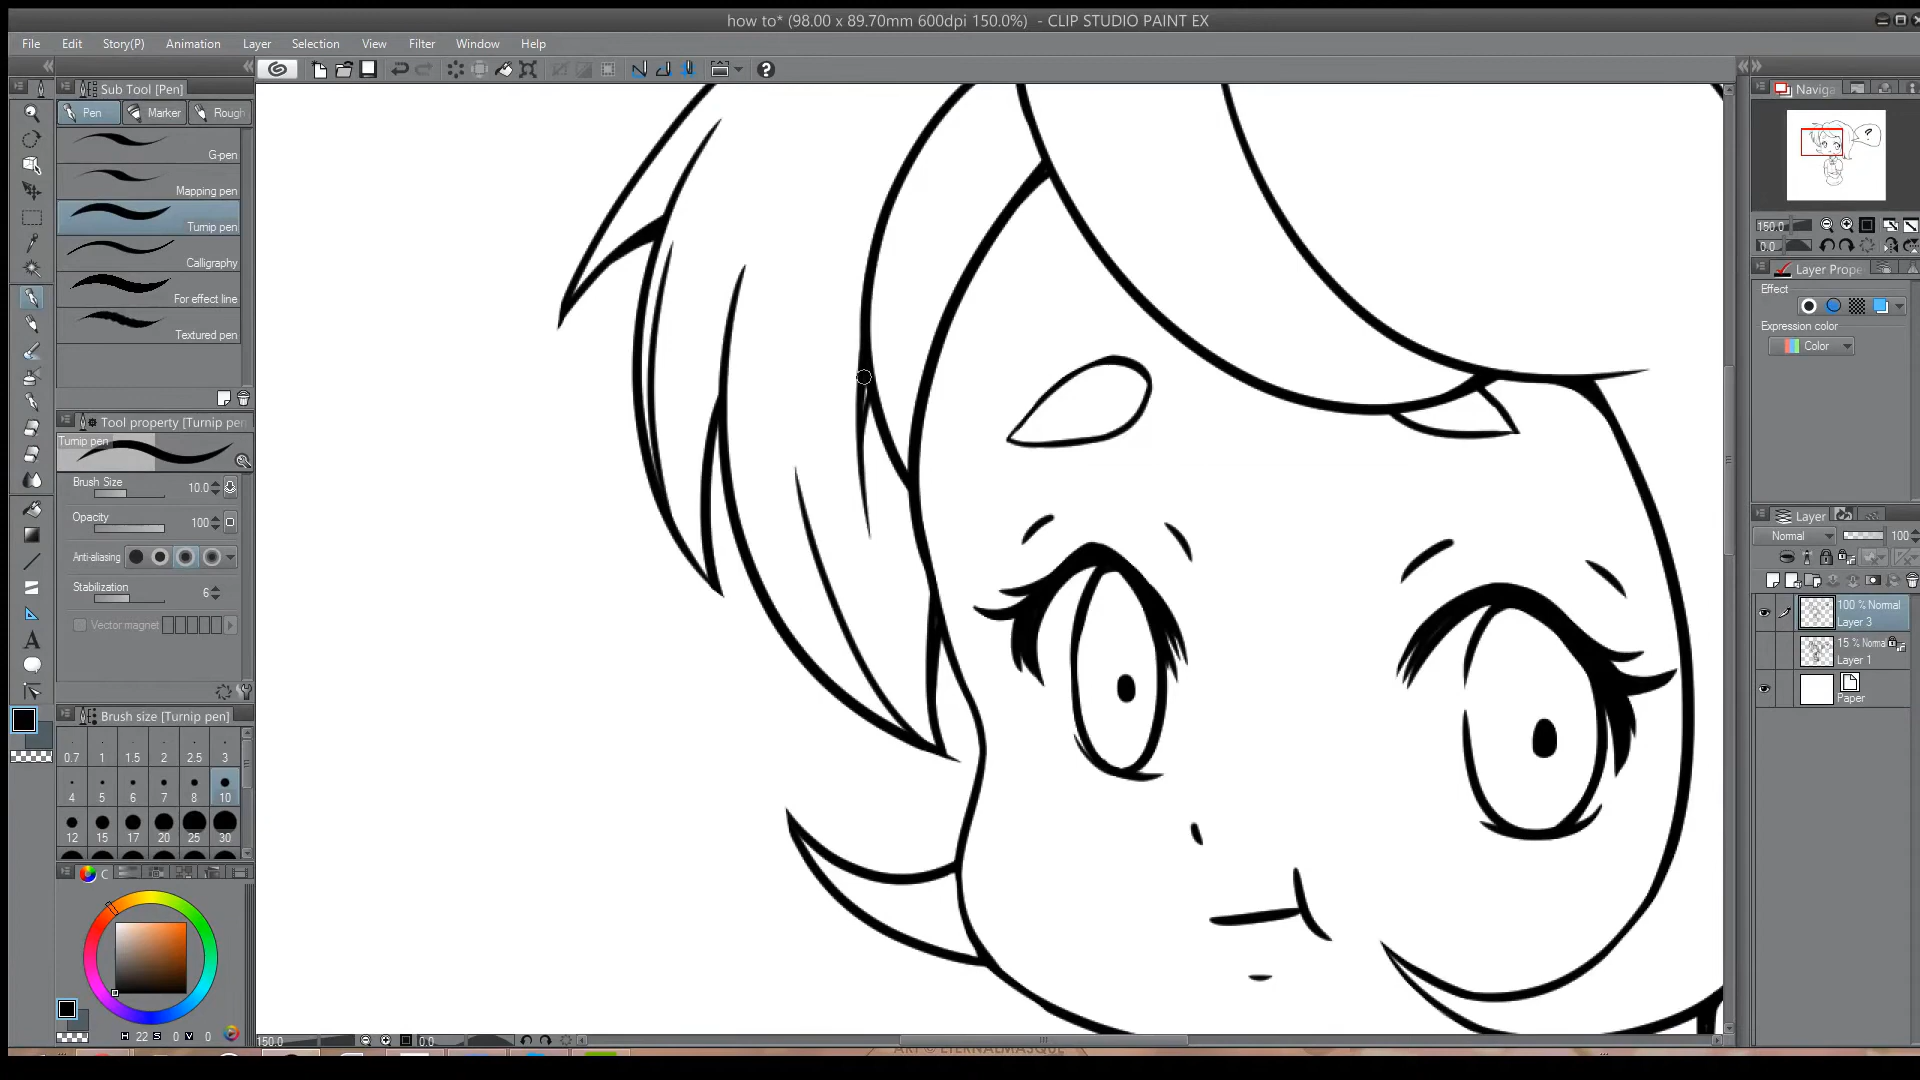 how to* (98.00 x 89.70mm 600dpi 150.0%) - CLIP STUDIO PAINT EX
File Edit Story(P) Animation Layer Selection View Filter Window Help
Sub Tool [Pen]
Pen Marker Rough
G-pen
Mapping pen
Turnip pen
Calligraphy
For effect line
Textured pen
Tool property [Turnip pen
Turnip pen
Brush Size 10.0
Opacity 100
Anti-aliasing
Stabilization 6
Vector magnet
Brush size [Turnip pen]
0.7 1 1.5 2 2.5 3
4 5 6 7 8 10
12 15 17 20 25 30
C
H 22 S 0 V 0
150.0 0.0
Naviga
?
150.0
0.0
Layer Prope
Effect
Expression color
Color
Layer
Normal 100
100 % Normal
Layer 3
15 % Norma
Layer 1
Paper
ART © ETERNALMASQUE